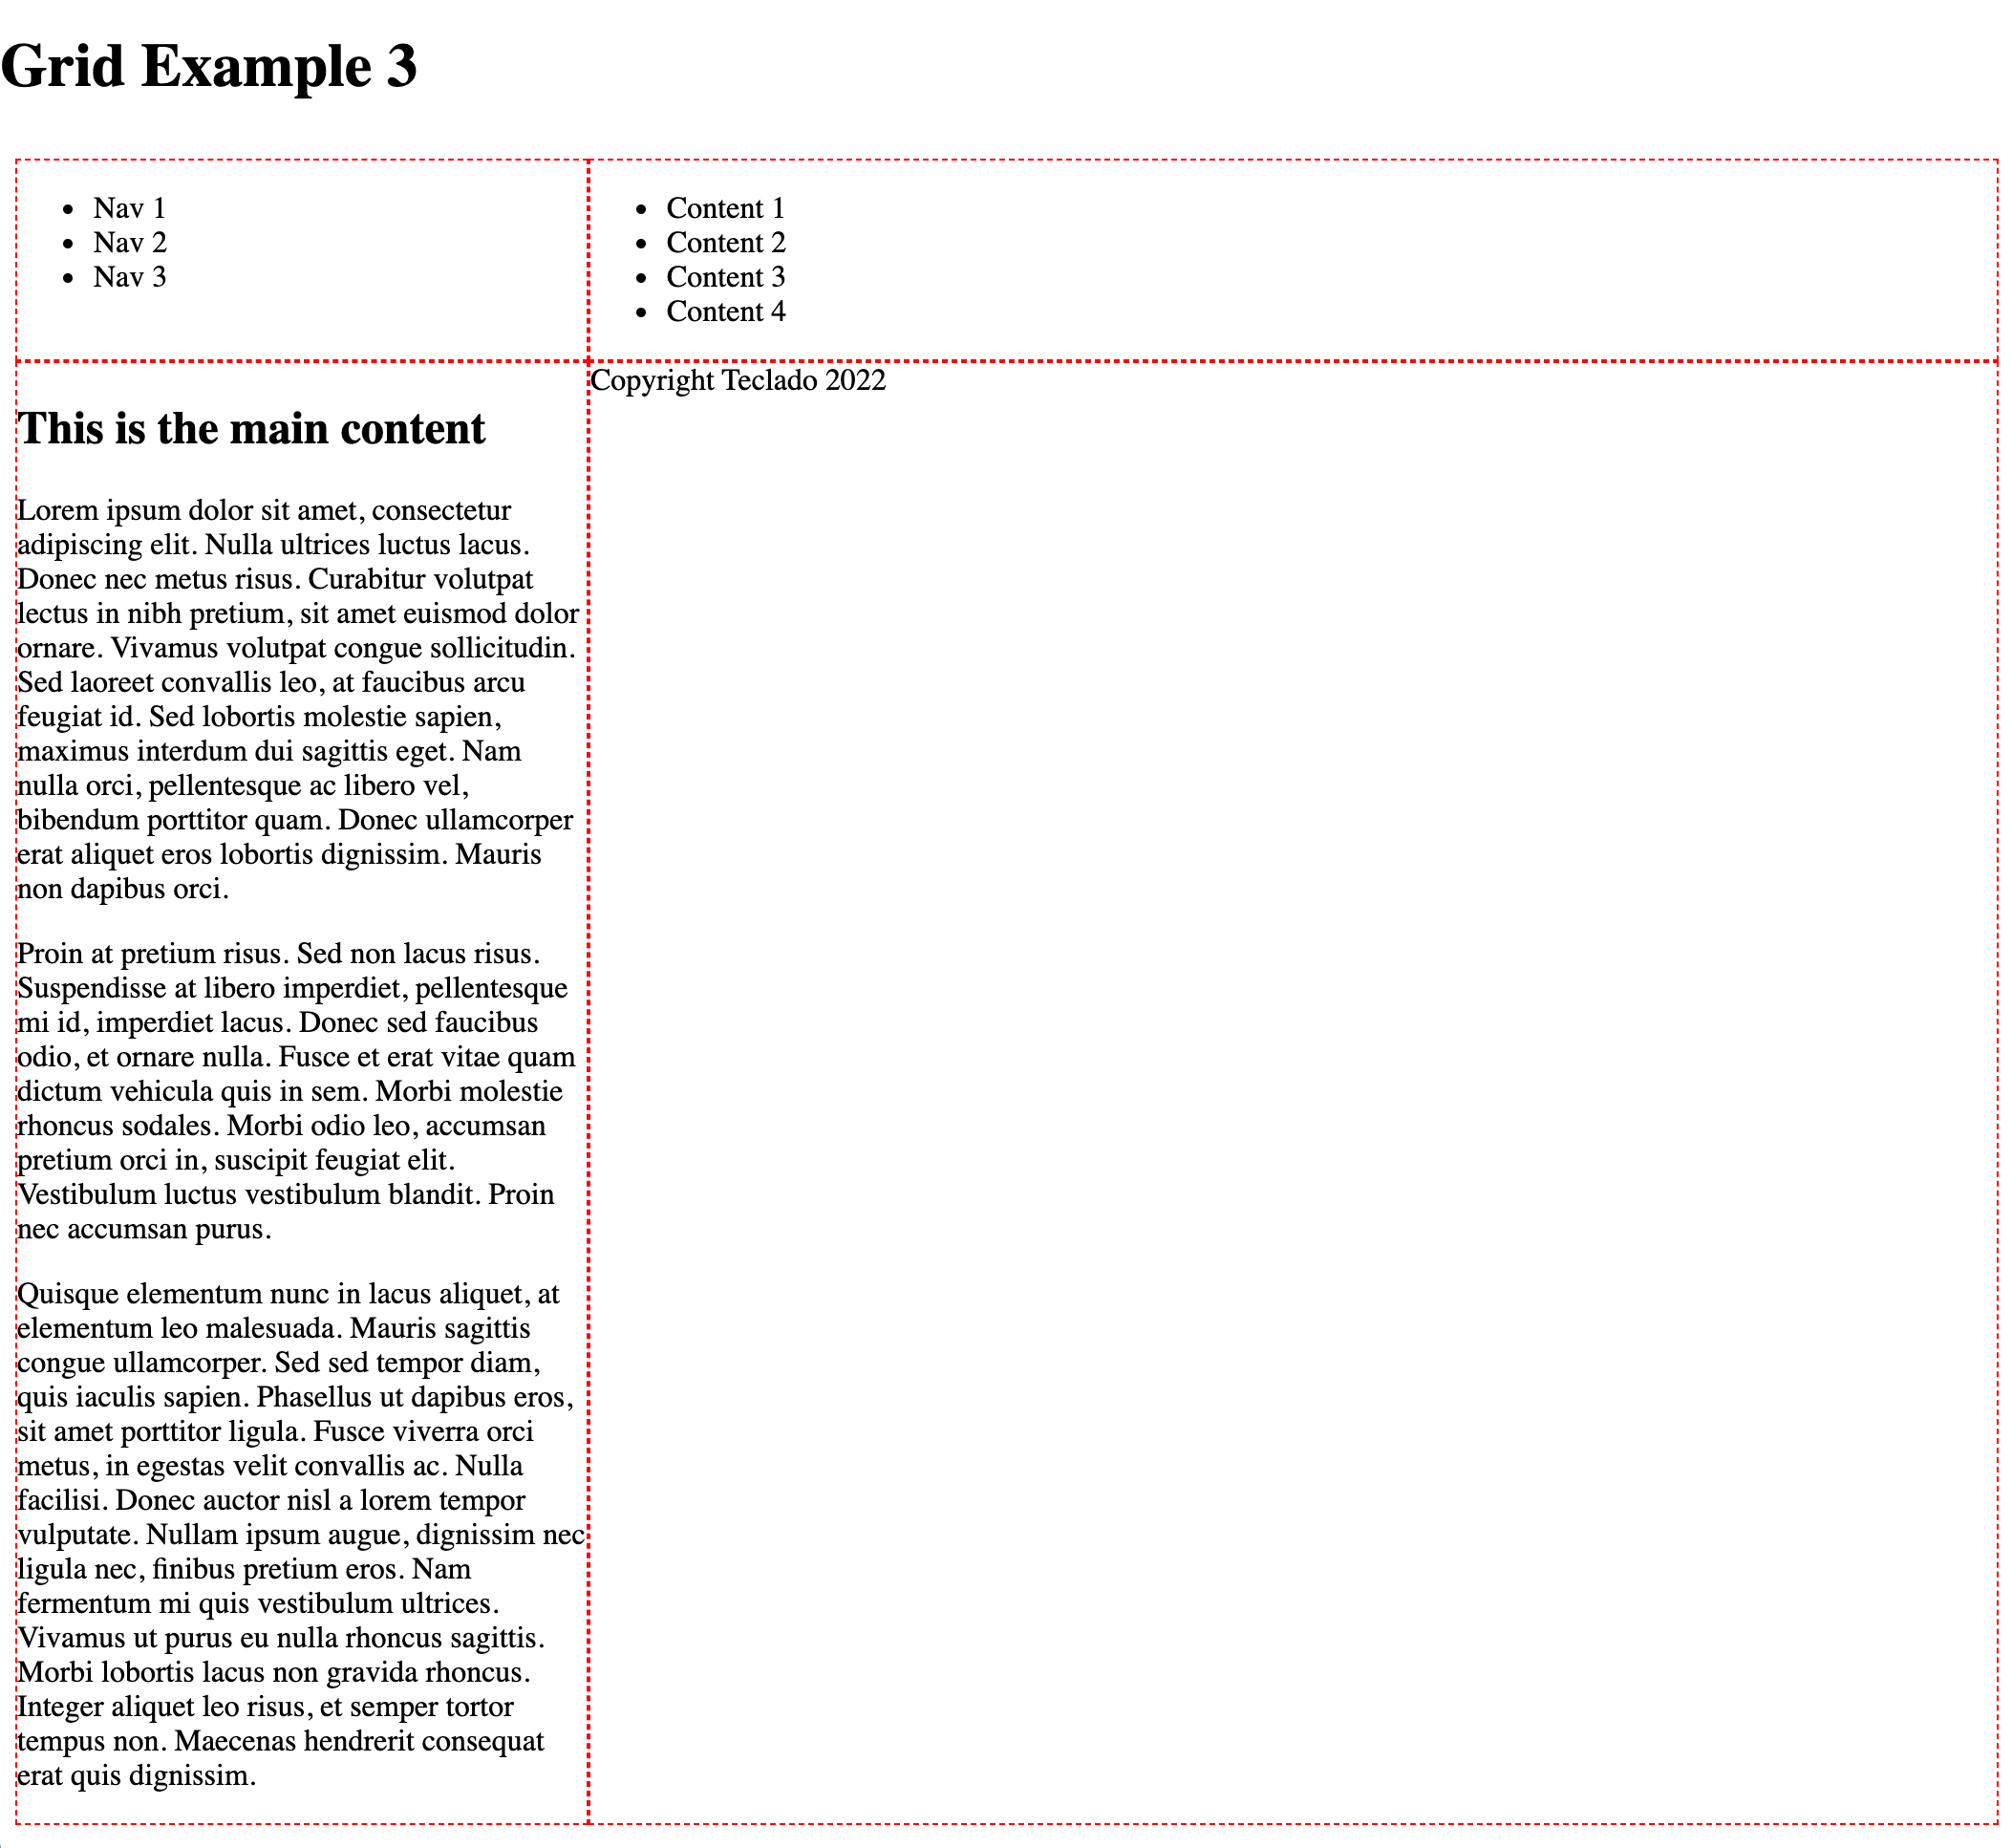 Grid Example 3
• Nav 1
• Nav 2
• Nav 3
• Content 1
• Content 2
• Content 3
• Content 4
This is the main content
Lorem ipsum dolor sit amet, consectetur
adipiscing elit. Nulla ultrices luctus lacus.
Donec nec metus risus. Curabitur volutpat
lectus in nibh pretium, sit amet euismod dolor
ornare. Vivamus volutpat congue sollicitudin.
Sed laoreet convallis leo, at faucibus arcu
feugiat id. Sed lobortis molestie sapien,
maximus interdum dui sagittis eget. Nam
nulla orci, pellentesque ac libero vel,
bibendum porttitor quam. Donec ullamcorper
erat aliquet eros lobortis dignissim. Mauris
non dapibus orci.
Proin at pretium risus. Sed non lacus risus.
Suspendisse at libero imperdiet, pellentesque
mi id, imperdiet lacus. Donec sed faucibus
odio, et ornare nulla. Fusce et erat vitae quam
dictum vehicula quis in sem. Morbi molestie
rhoncus sodales. Morbi odio leo, accumsan
pretium orci in, suscipit feugiat elit.
Vestibulum luctus vestibulum blandit. Proin
nec accumsan purus.
Quisque elementum nunc in lacus aliquet, at
elementum leo malesuada. Mauris sagittis
congue ullamcorper. Sed sed tempor diam,
quis iaculis sapien. Phasellus ut dapibus eros,
sit amet porttitor ligula. Fusce viverra orci
metus, in egestas velit convallis ac. Nulla
facilisi. Donec auctor nisl a lorem tempor
vulputate. Nullam ipsum augue, dignissim nec
ligula nec, finibus pretium eros. Nam
fermentum mi quis vestibulum ultrices.
Vivamus ut purus eu nulla rhoncus sagittis.
Morbi lobortis lacus non gravida rhoncus.
Integer aliquet leo risus, et semper tortor
tempus non. Maecenas hendrerit consequat
erat quis dignissim.
Copyright Teclado 2022